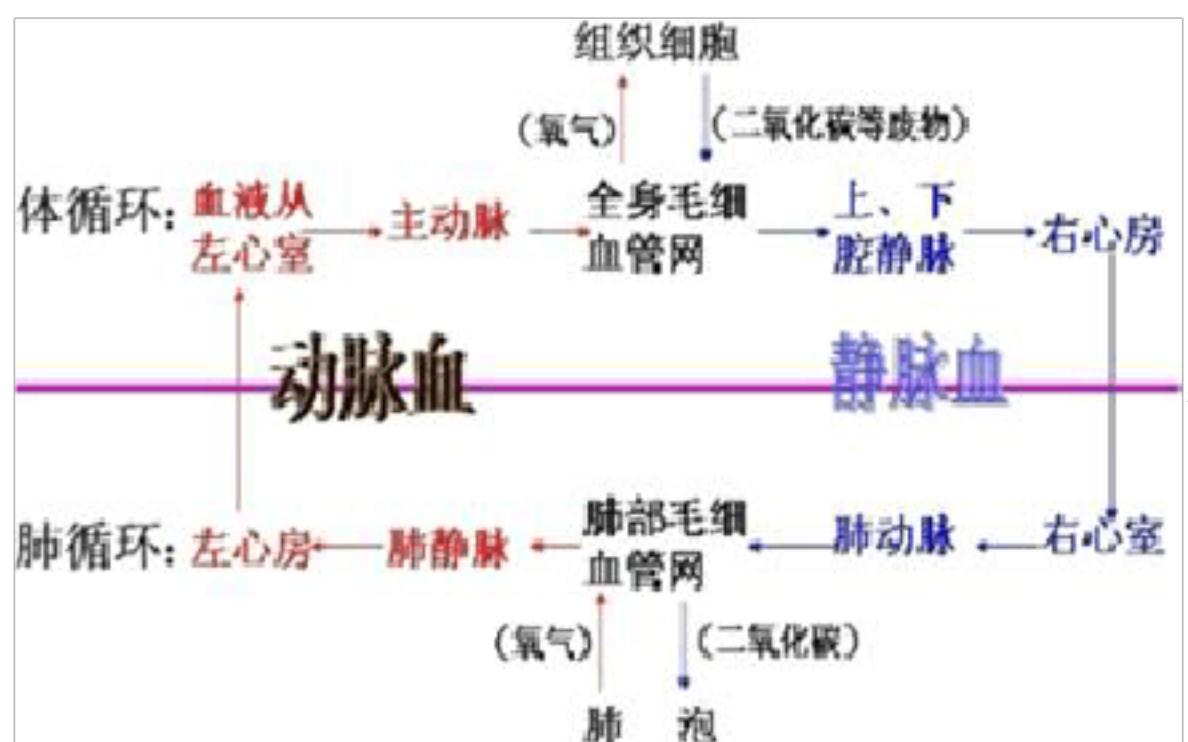 组织细胞
（氧气）
（二氧化碳等废物）
体循环：
血液从
左心室
主动脉
全身毛细
血管网
上、下
腔静脉
右心房
动脉血
静脉血
肺循环：
左心房
肺静脉
肺部毛细
血管网
肺动脉
右心室
（氧气）
（二氧化碳）
肺 泡